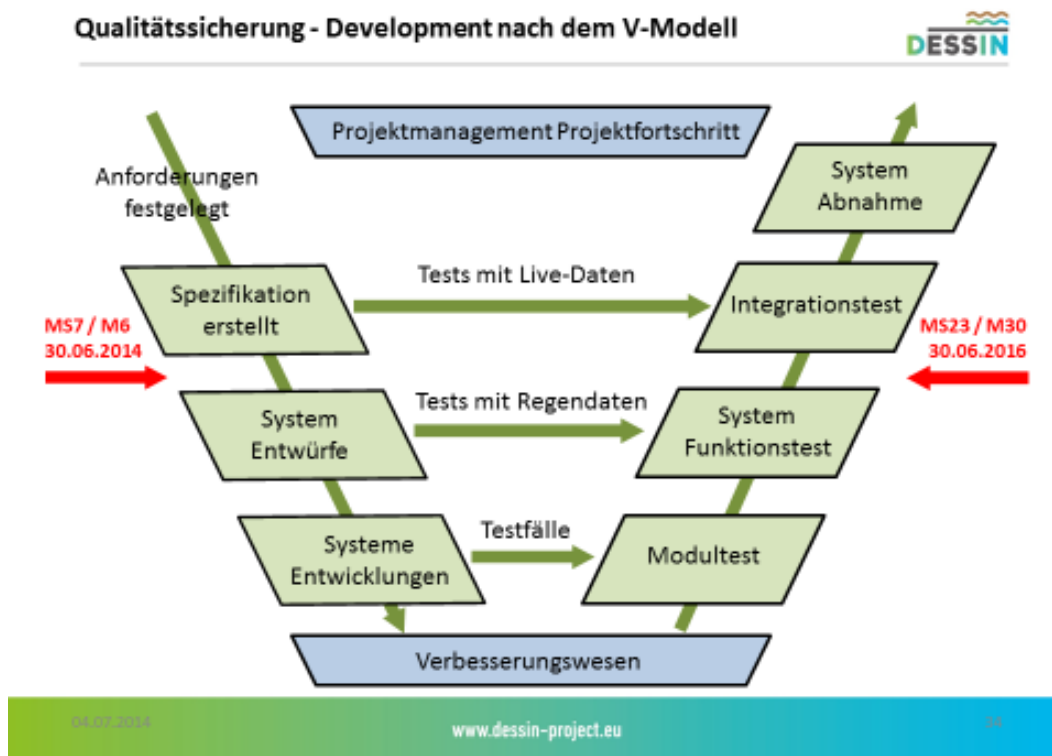 Qualitätssicherung - Development nach dem V-Modell
DESSIN
Projektmanagement Projektfortschritt
Anforderungen
festgelegt
System
Abnahme
Spezifikation
erstellt
Tests mit Live-Daten
Integrationstest
MS7 / M6
30.06.2014
MS23 / M30
30.06.2016
System
Entwürfe
Tests mit Regendaten
System
Funktionstest
Systeme
Entwicklungen
Testfälle
Modultest
Verbesserungswesen
04.07.2014
www.dessin-project.eu